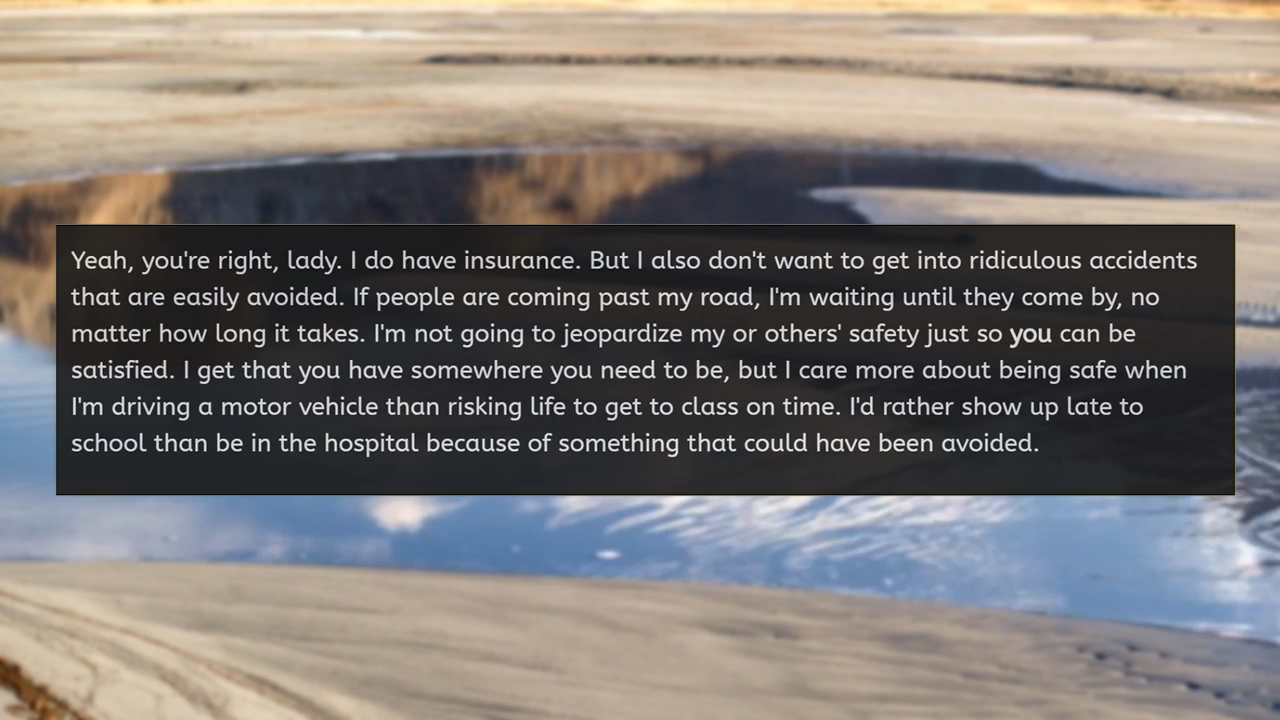 Yeah, you're right, lady. I do have insurance. But I also don't want to get into ridiculous accidents
that are easily avoided. If people are coming past my road, I'm waiting until they come by, no
matter how long it takes. I'm not going to jeopardize my or others' safety just so you can be
satisfied. I get that you have somewhere you need to be, but I care more about being safe when
I'm driving a motor vehicle than risking life to get to class on time. I'd rather show up late to
school than be in the hospital because of something that could have been avoided.